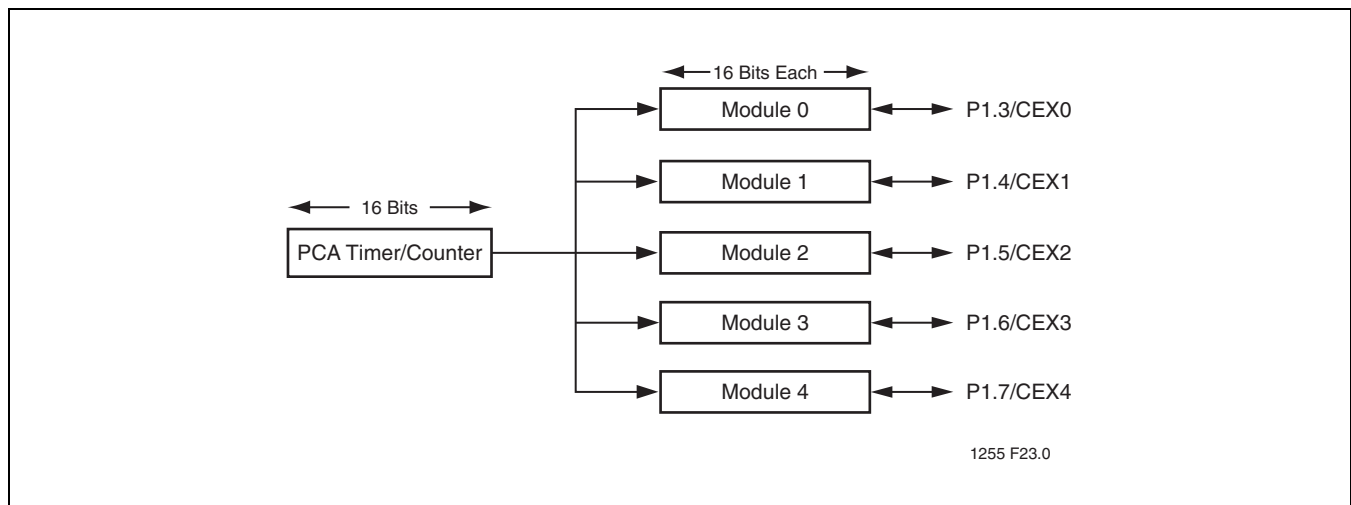 16 Bits Each
Module 0
P1.3/CEX0
Module 1
P1.4/CEX1
16 Bits
PCA Timer/Counter
Module 2
P1.5/CEX2
Module 3
P1.6/CEX3
Module 4
P1.7/CEX4
1255 F23.0